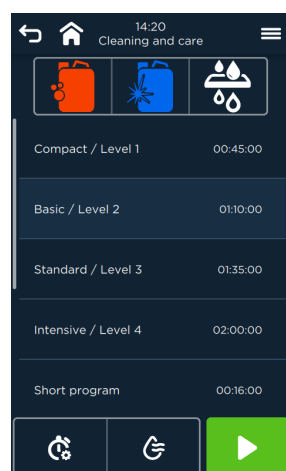 14:20
Cleaning and care
Compact / Level 1 00:45:00
Basic / Level 2 01:10:00
Standard / Level 3 01:35:00
Intensive / Level 4 02:00:00
Short program 00:16:00